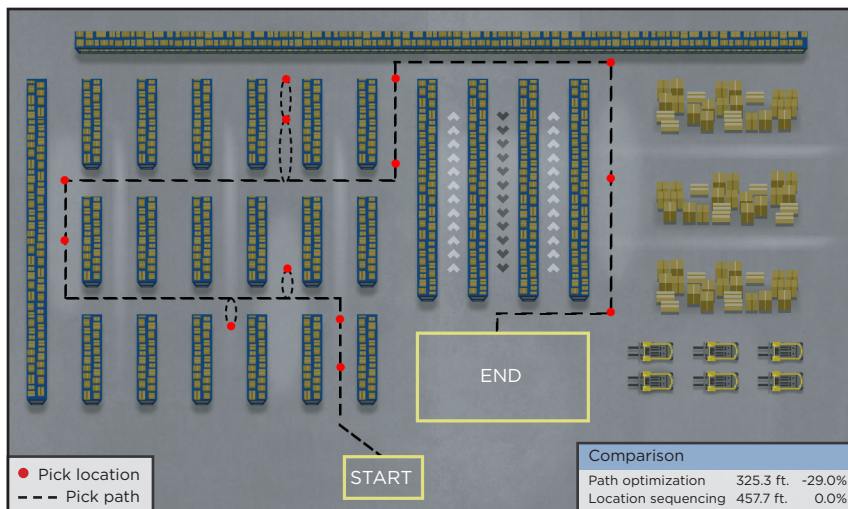 END
START
Pick location
Pick path
Comparison
Path optimization 325.3 ft. -29.0%
Location sequencing 457.7 ft. 0.0%